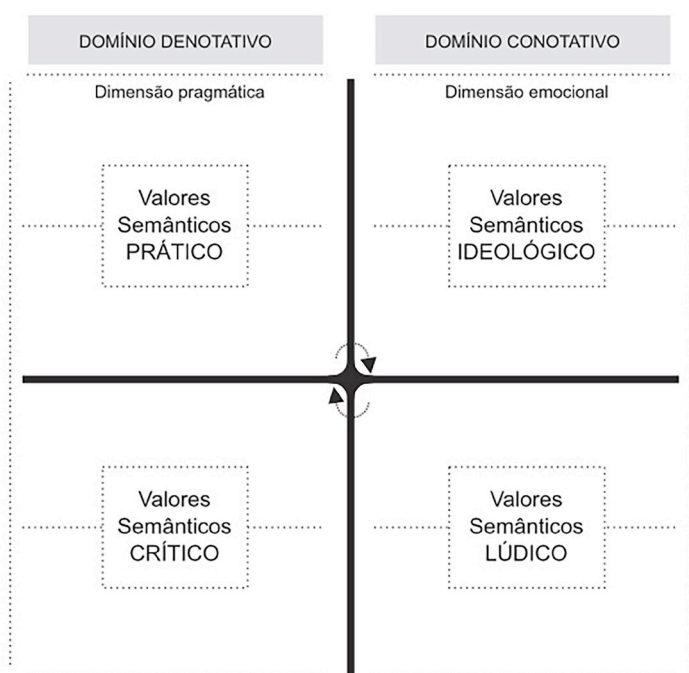 DOMÍNIO DENOTATIVO
DOMÍNIO CONOTATIVO
Dimensão pragmática
Dimensão emocional
Valores
Semânticos
PRÁTICO
Valores
Semânticos
IDEOLÓGICO
Valores
Semânticos
CRÍTICO
Valores
Semânticos
LÚDICO